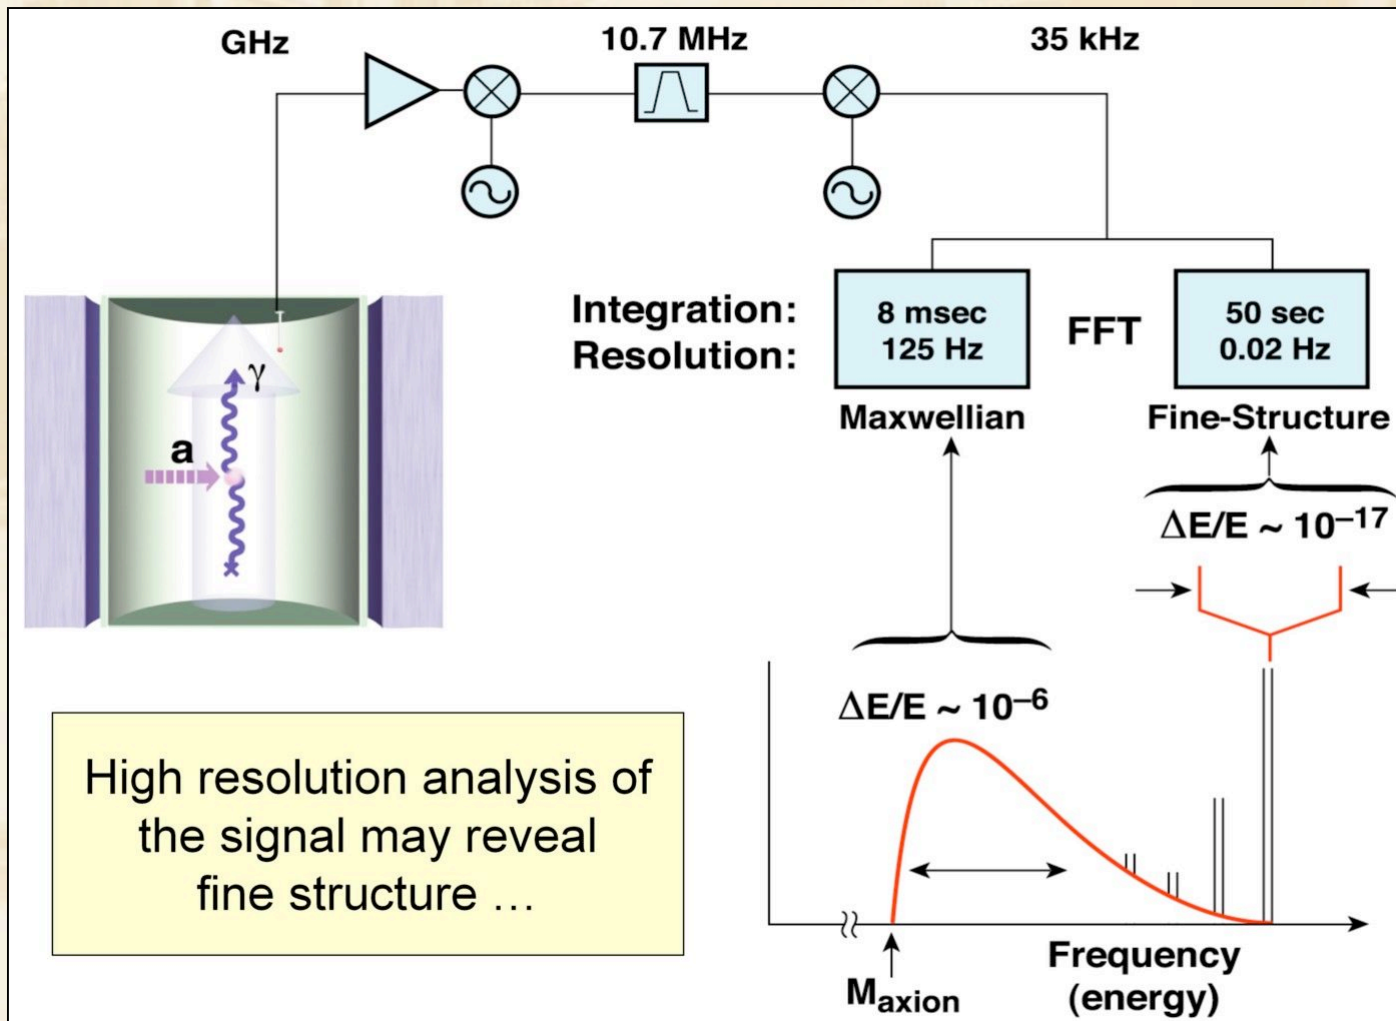 GHz
10.7 MHz
35 kHz
Integration:
Resolution:
8 msec
125 Hz
FFT
50 sec
0.02 Hz
Maxwellian
Fine-Structure
γ
a
ΔE/E ~ 10⁻¹⁷
ΔE/E ~ 10⁻⁶
High resolution analysis of
the signal may reveal
fine structure …
Maxion
Frequency
(energy)